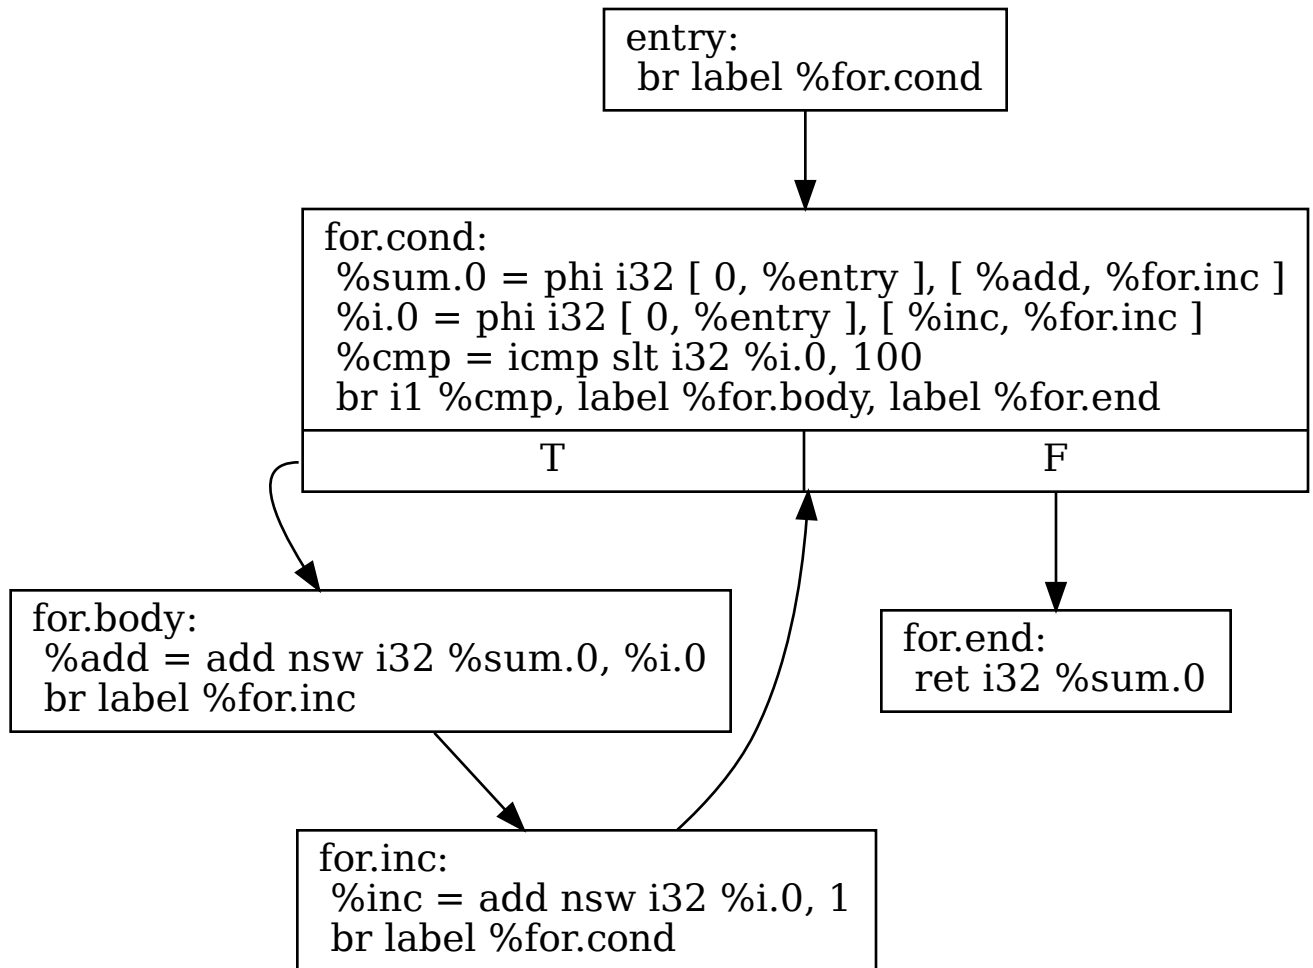 entry:
br label %for.cond
for.cond:
%sum.0 = phi i32 [ 0, %entry ], [ %add, %for.inc ]
%i.0 = phi i32 [ 0, %entry ], [ %inc, %for.inc ]
%cmp = icmp slt i32 %i.0, 100
br i1 %cmp, label %for.body, label %for.end
T
F
for.body:
%add = add nsw i32 %sum.0, %i.0
br label %for.inc
for.end:
ret i32 %sum.0
for.inc:
%inc = add nsw i32 %i.0, 1
br label %for.cond